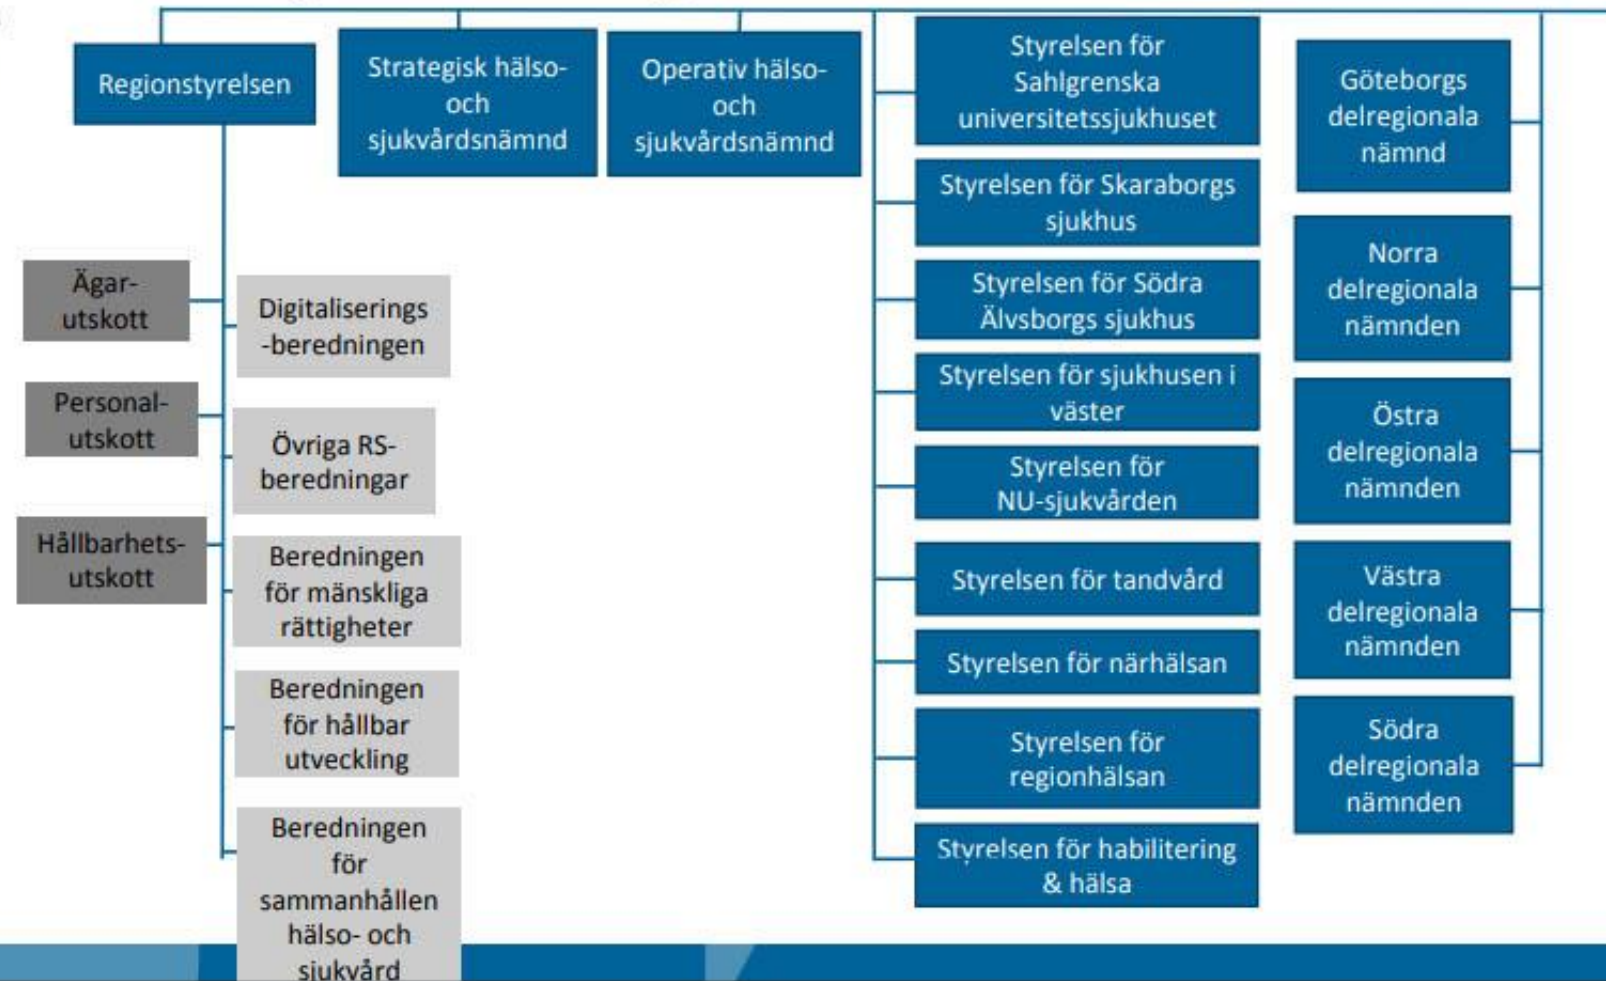 Regionstyrelsen
Strategisk hälso-
och
sjukvårdsnämnd
Operativ hälso-
och
sjukvårdsnämnd
Ägar-
utskott
Personal-
utskott
Hållbarhets-
utskott
Digitaliserings
-beredningen
Övriga RS-
beredningar
Beredningen
för mänskliga
rättigheter
Beredningen
för hållbar
utveckling
Beredningen
för
sammanhållen
hälso- och
sjukvård
Styrelsen för
Sahlgrenska
universitetssjukhuset
Styrelsen för Skaraborgs
sjukhus
Styrelsen för Södra
Älvsborgs sjukhus
Styrelsen för sjukhusen i
väster
Styrelsen för
NU-sjukvården
Styrelsen för tandvård
Styrelsen för närhälsan
Styrelsen för
regionhälsan
Styrelsen för habilitering
& hälsa
Göteborgs
delregionala
nämnd
Norra
delregionala
nämnden
Östra
delregionala
nämnden
Västra
delregionala
nämnden
Södra
delregionala
nämnden